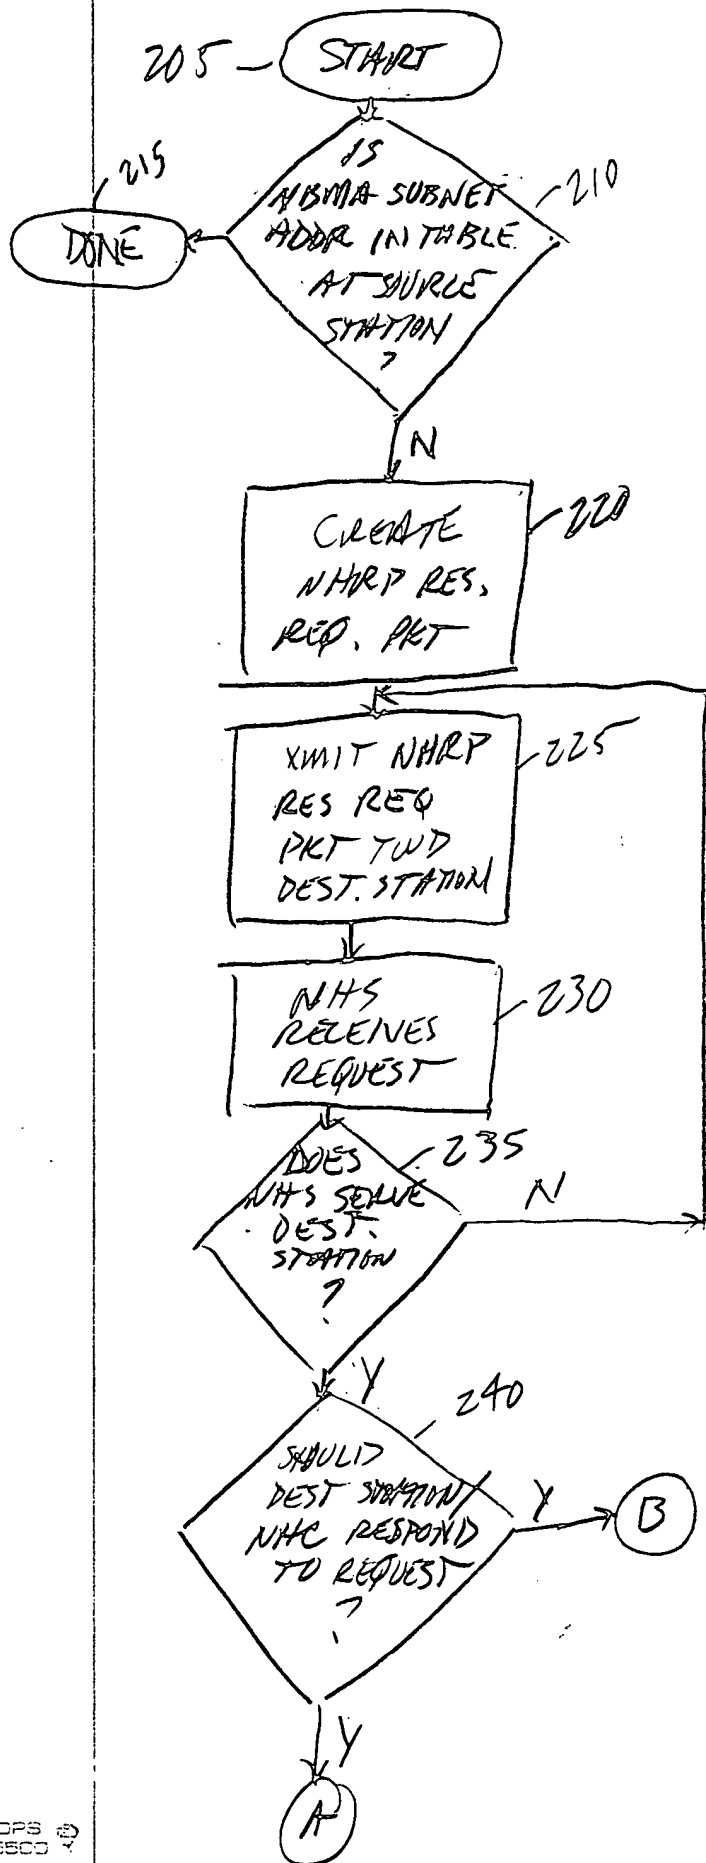 205
START
IS
NBMA SUBNET
ADDR IN TABLE
AT SOURCE
STATION
?
210
215
DONE
N
CREATE
NHRP RES.
REQ. PKT
220
XMIT NHRP
RES REQ
PKT TWD
DEST. STATION
225
NHS
RECEIVES
REQUEST
230
DOES
NHS SERVE
DEST.
STATION
?
235
N
Y
240
SHOULD
DEST STATION/
NHC RESPOND
TO REQUEST
?
Y
B
Y
A
OPS